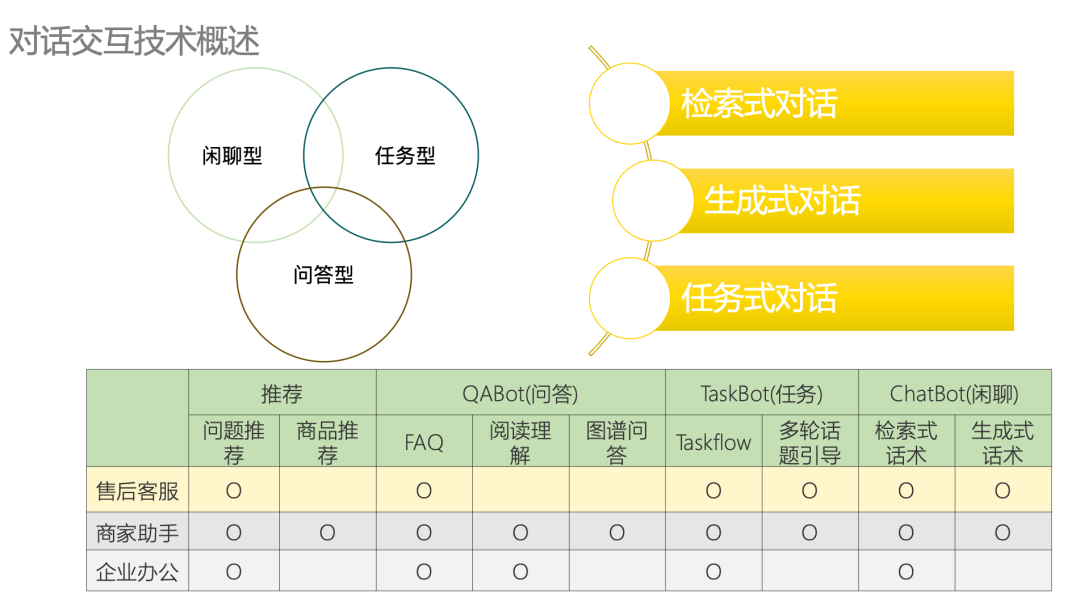 对话交互技术概述
闲聊型
任务型
问答型
检索式对话
生成式对话
任务式对话
推荐 QABot(问答) TaskBot(任务) ChatBot(闲聊)
问题推荐 商品推荐 FAQ 阅读理解 图谱问答 Taskflow 多轮话题引导 检索式话术 生成式话术
售后客服 O O O O O O
商家助手 O O O O O O O O O
企业办公 O O O O O